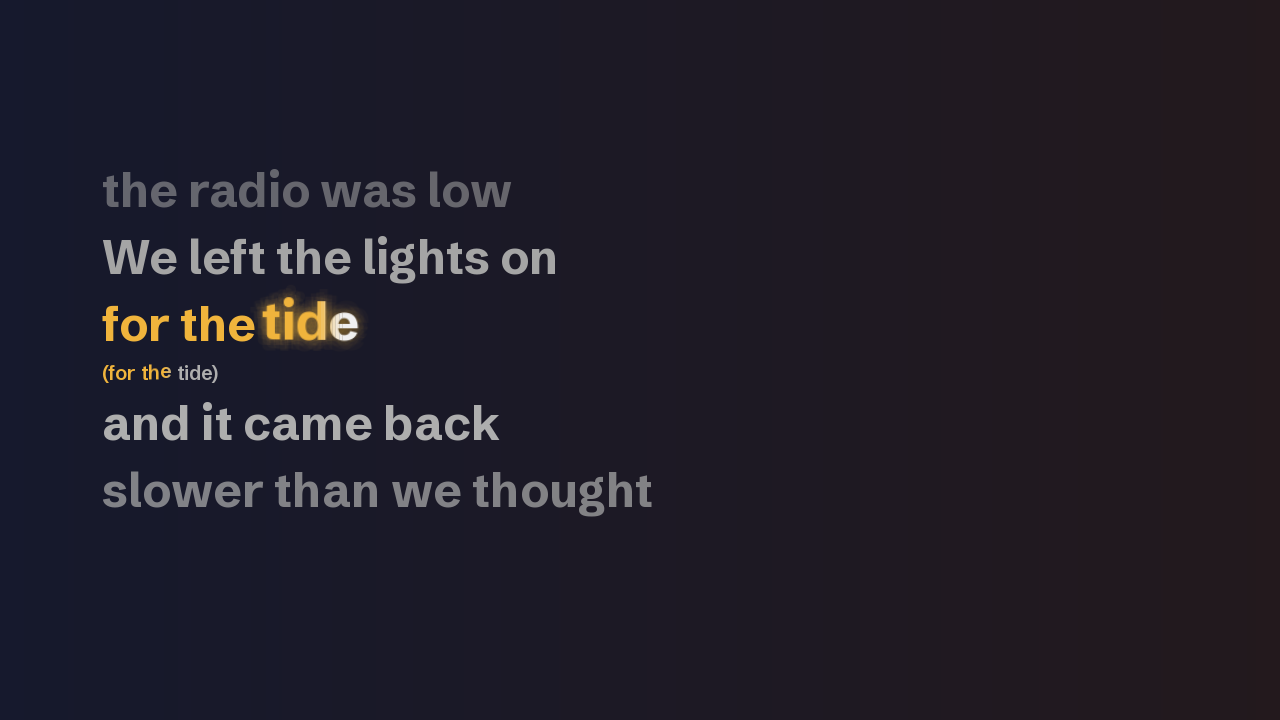 the radio was low
We left the lights on
for the tide
(for the tide)
and it came back
slower than we thought